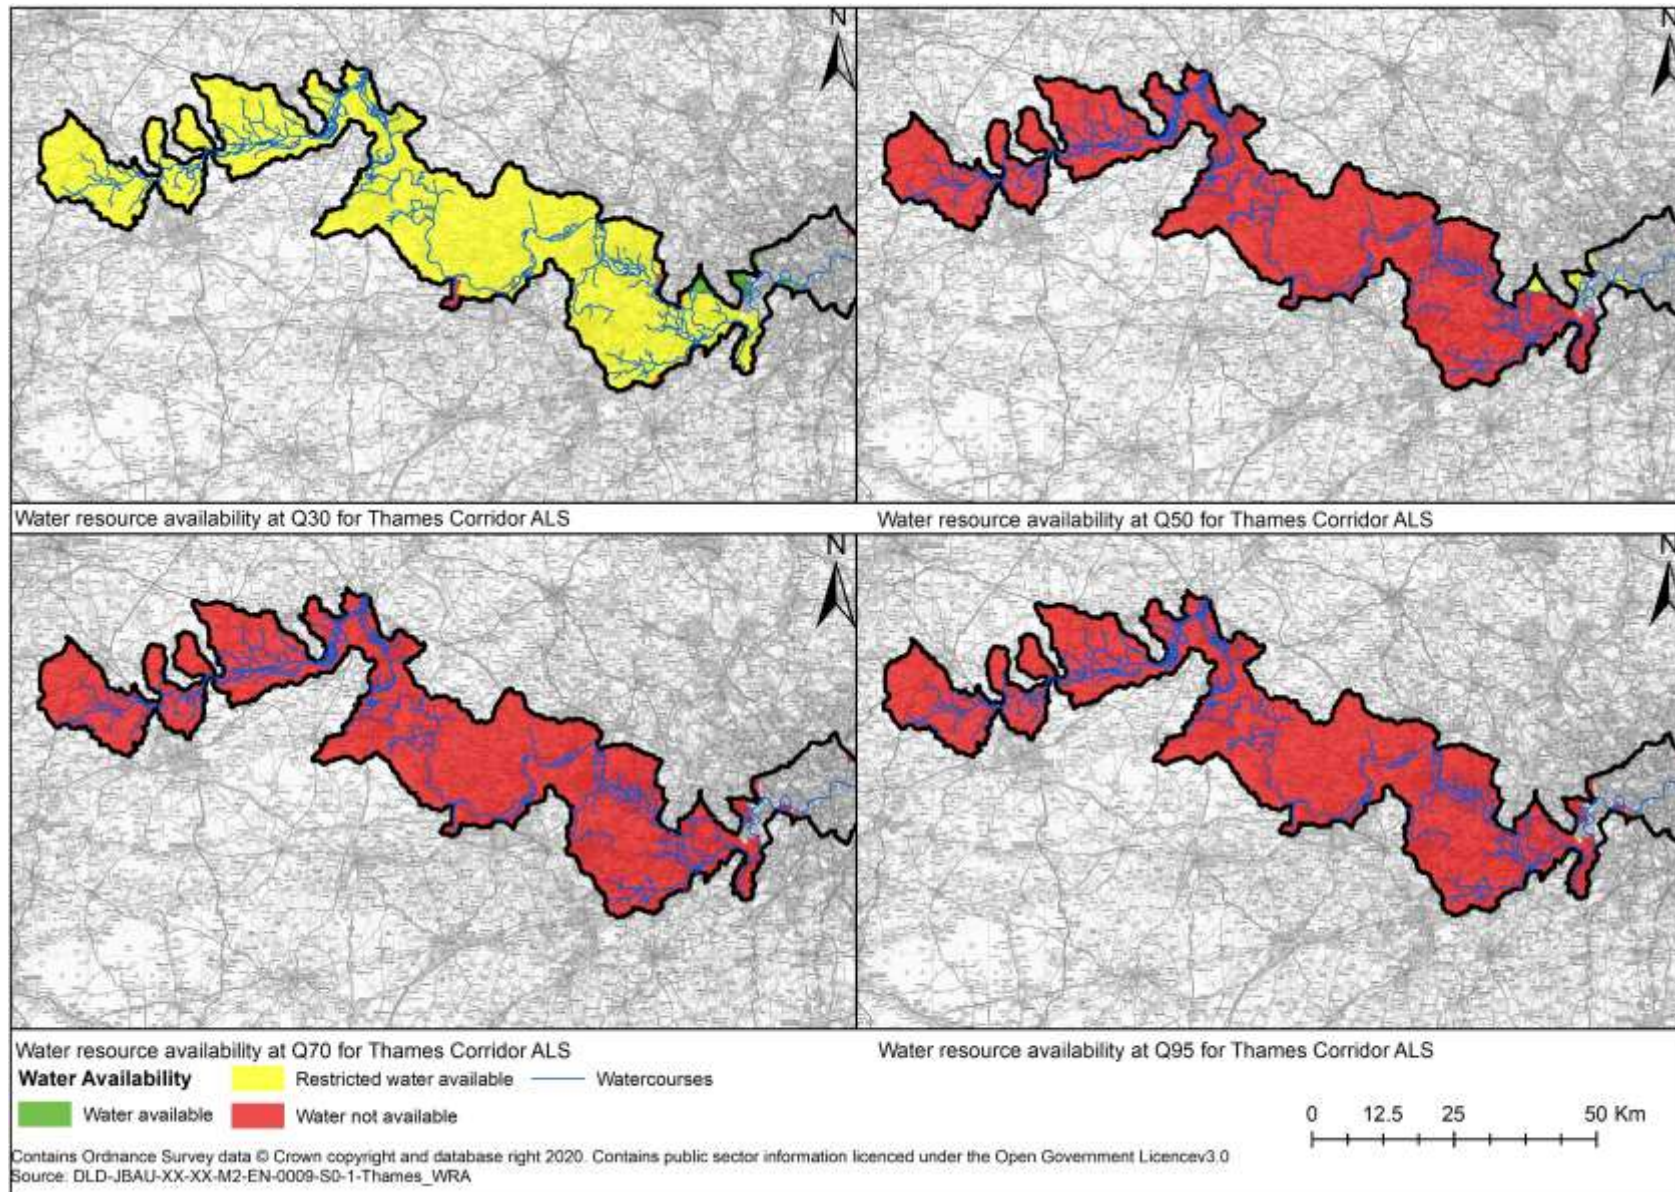 N
N
Water resource availability at Q30 for Thames Corridor ALS
Water resource availability at Q50 for Thames Corridor ALS
N
N
Water resource availability at Q70 for Thames Corridor ALS
Water resource availability at Q95 for Thames Corridor ALS
Water Availability
Restricted water available
Watercourses
Water available
Water not available
0 12.5 25 50 Km
Contains Ordnance Survey data © Crown copyright and database right 2020. Contains public sector information licenced under the Open Government Licencev3.0
Source: DLD-JBAU-XX-XX-M2-EN-0009-S0-1-Thames_WRA